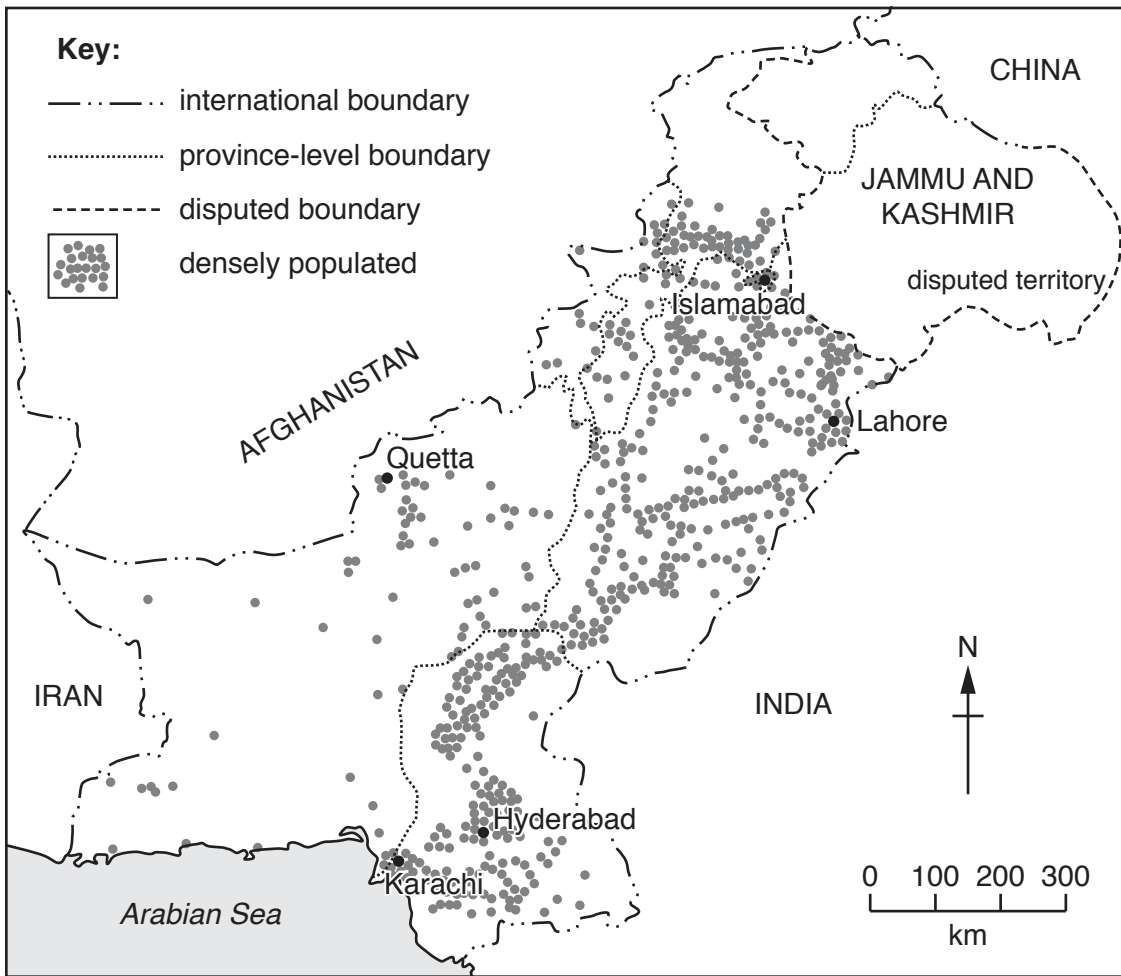 Key:
international boundary
province-level boundary
disputed boundary
densely populated
CHINA
JAMMU AND
KASHMIR
disputed territory
Islamabad
AFGHANISTAN
Lahore
Quetta
IRAN
INDIA
N
Hyderabad
Karachi
Arabian Sea
0 100 200 300
km